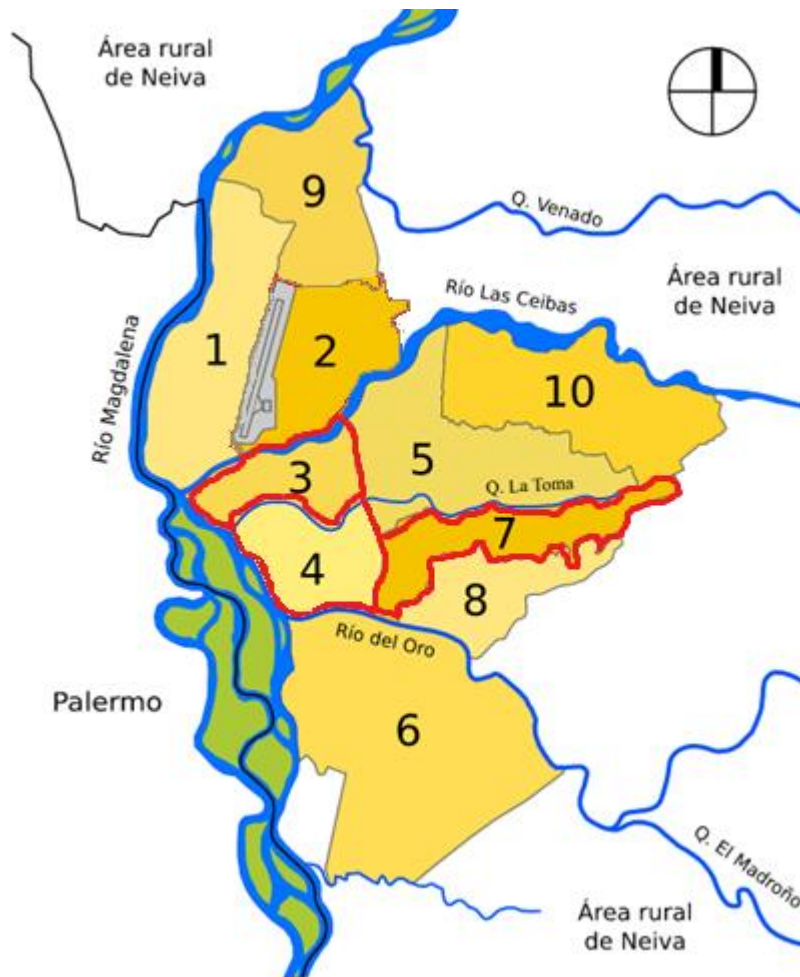 Área rural
de Neiva
9
Q. Venado
Área rural
de Neiva
Río Las Ceibas
Río Magdalena
1
2
10
3
5
Q. La Toma
7
4
8
Río del Oro
Palermo
6
Q. El Madroño
Área rural
de Neiva